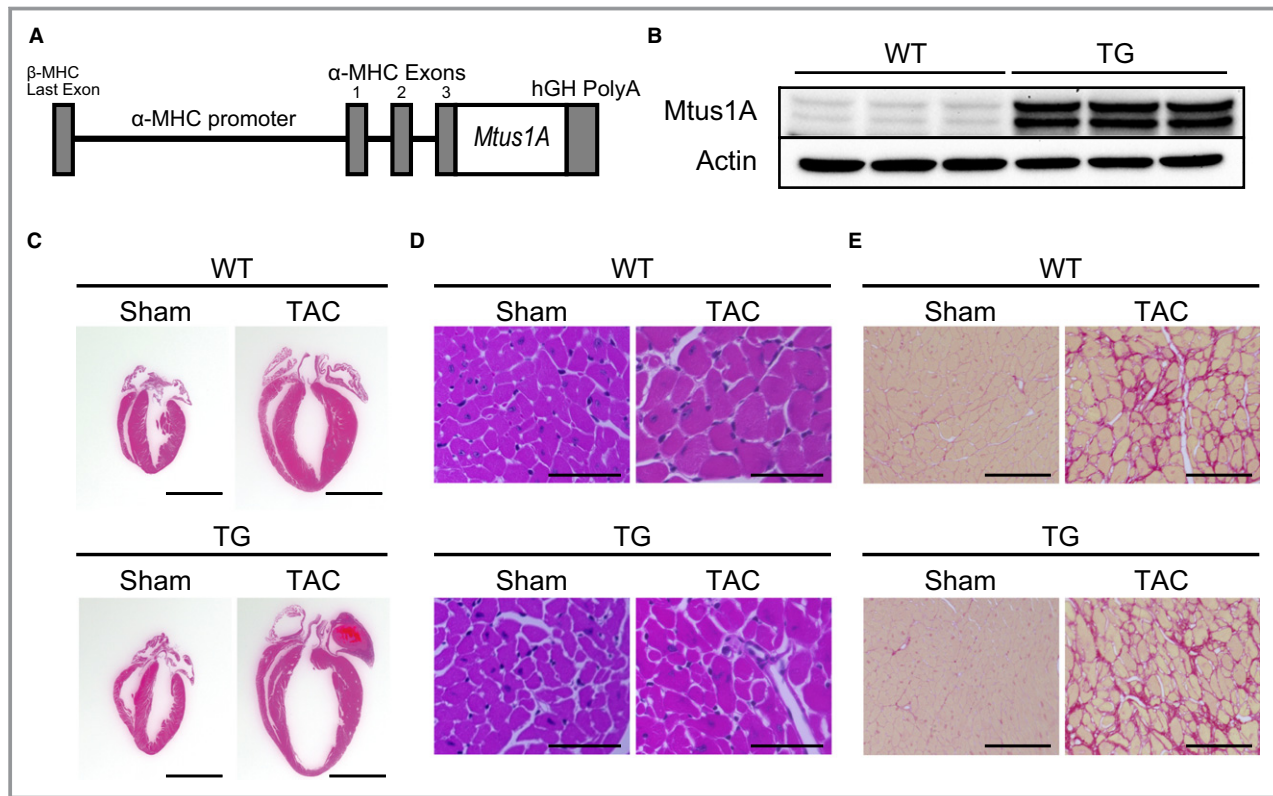 A
β-MHC
Last Exon
α-MHC promoter
α-MHC Exons
1 2 3
Mtus1A
hGH PolyA
B
WT TG
Mtus1A
Actin
C
WT
Sham TAC
TG
Sham TAC
D
WT
Sham TAC
TG
Sham TAC
E
WT
Sham TAC
TG
Sham TAC